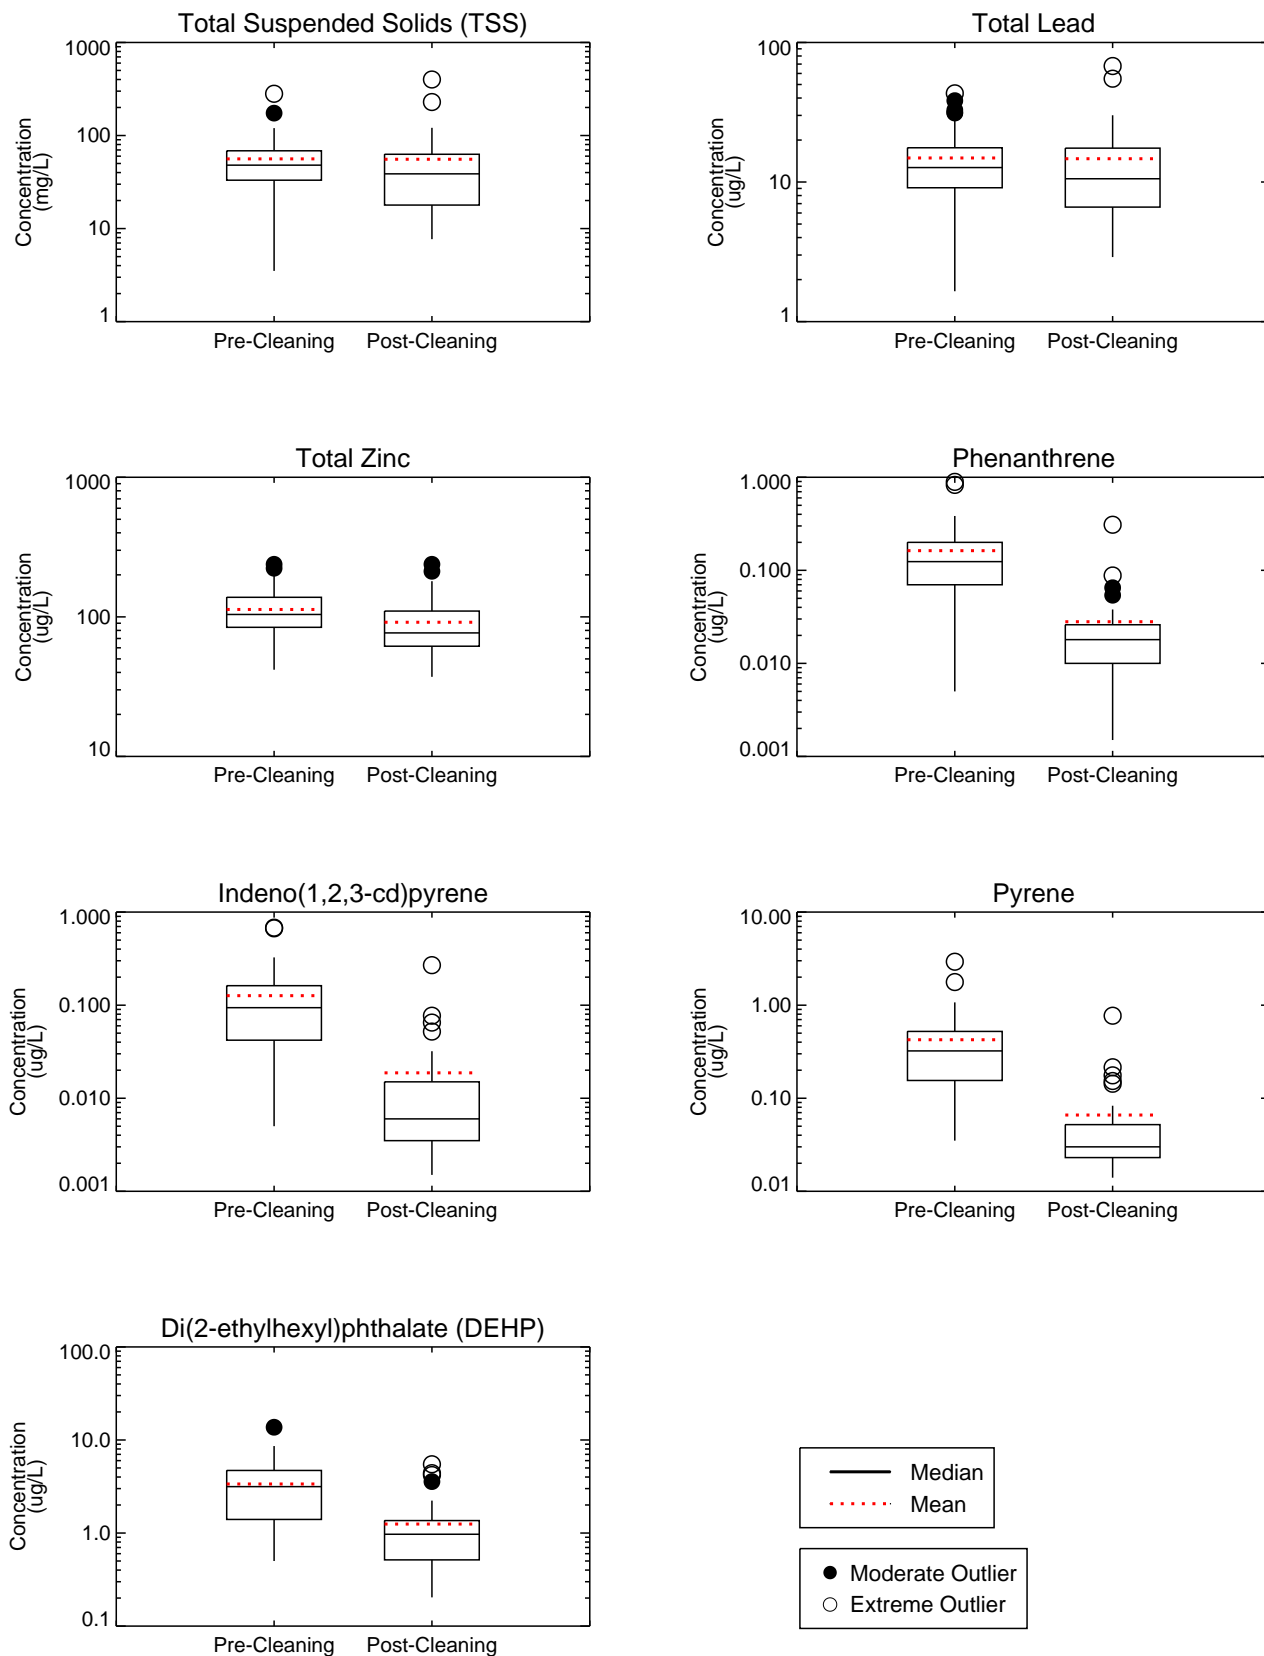 Total Suspended Solids (TSS)
1000
100
10
1
Concentration
(mg/L)
Pre-Cleaning
Post-Cleaning
Total Lead
100
10
1
Concentration
(ug/L)
Pre-Cleaning
Post-Cleaning
Total Zinc
1000
100
10
Concentration
(ug/L)
Pre-Cleaning
Post-Cleaning
Phenanthrene
1.000
0.100
0.010
0.001
Concentration
(ug/L)
Pre-Cleaning
Post-Cleaning
Indeno(1,2,3-cd)pyrene
1.000
0.100
0.010
0.001
Concentration
(ug/L)
Pre-Cleaning
Post-Cleaning
Pyrene
10.00
1.00
0.10
0.01
Concentration
(ug/L)
Pre-Cleaning
Post-Cleaning
Di(2-ethylhexyl)phthalate (DEHP)
100.0
10.0
1.0
0.1
Concentration
(ug/L)
Pre-Cleaning
Post-Cleaning
Median
Mean
Moderate Outlier
Extreme Outlier